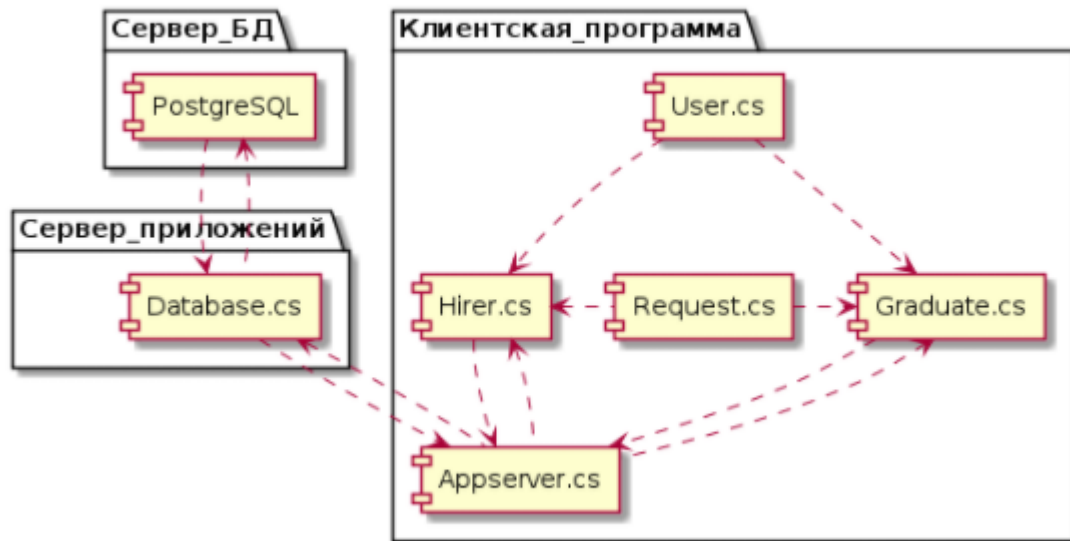 Сервер_БД
PostgreSQL
Сервер_приложений
Database.cs
Клиентская_программа
User.cs
Hirer.cs
Request.cs
Graduate.cs
Appserver.cs